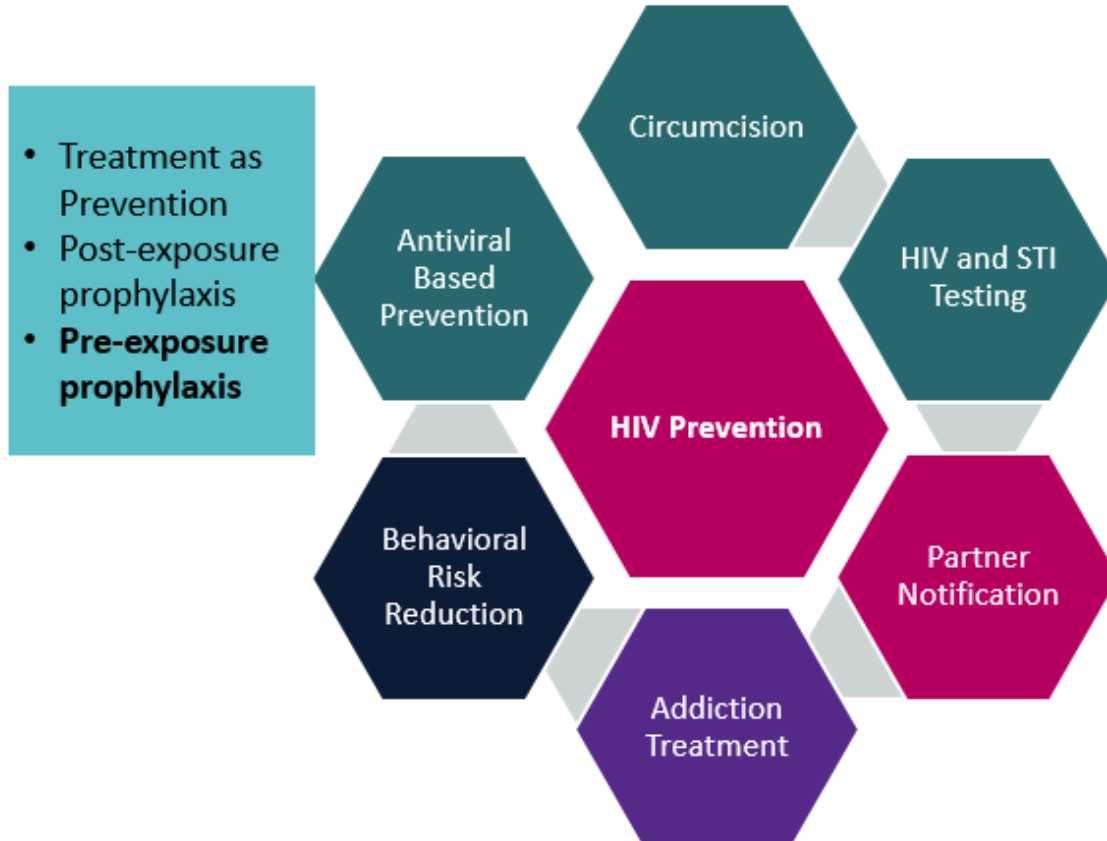 • Treatment as
Prevention
• Post-exposure
prophylaxis
• Pre-exposure
prophylaxis
Circumcision
Antiviral
Based
Prevention
HIV and STI
Testing
HIV Prevention
Behavioral
Risk
Reduction
Partner
Notification
Addiction
Treatment